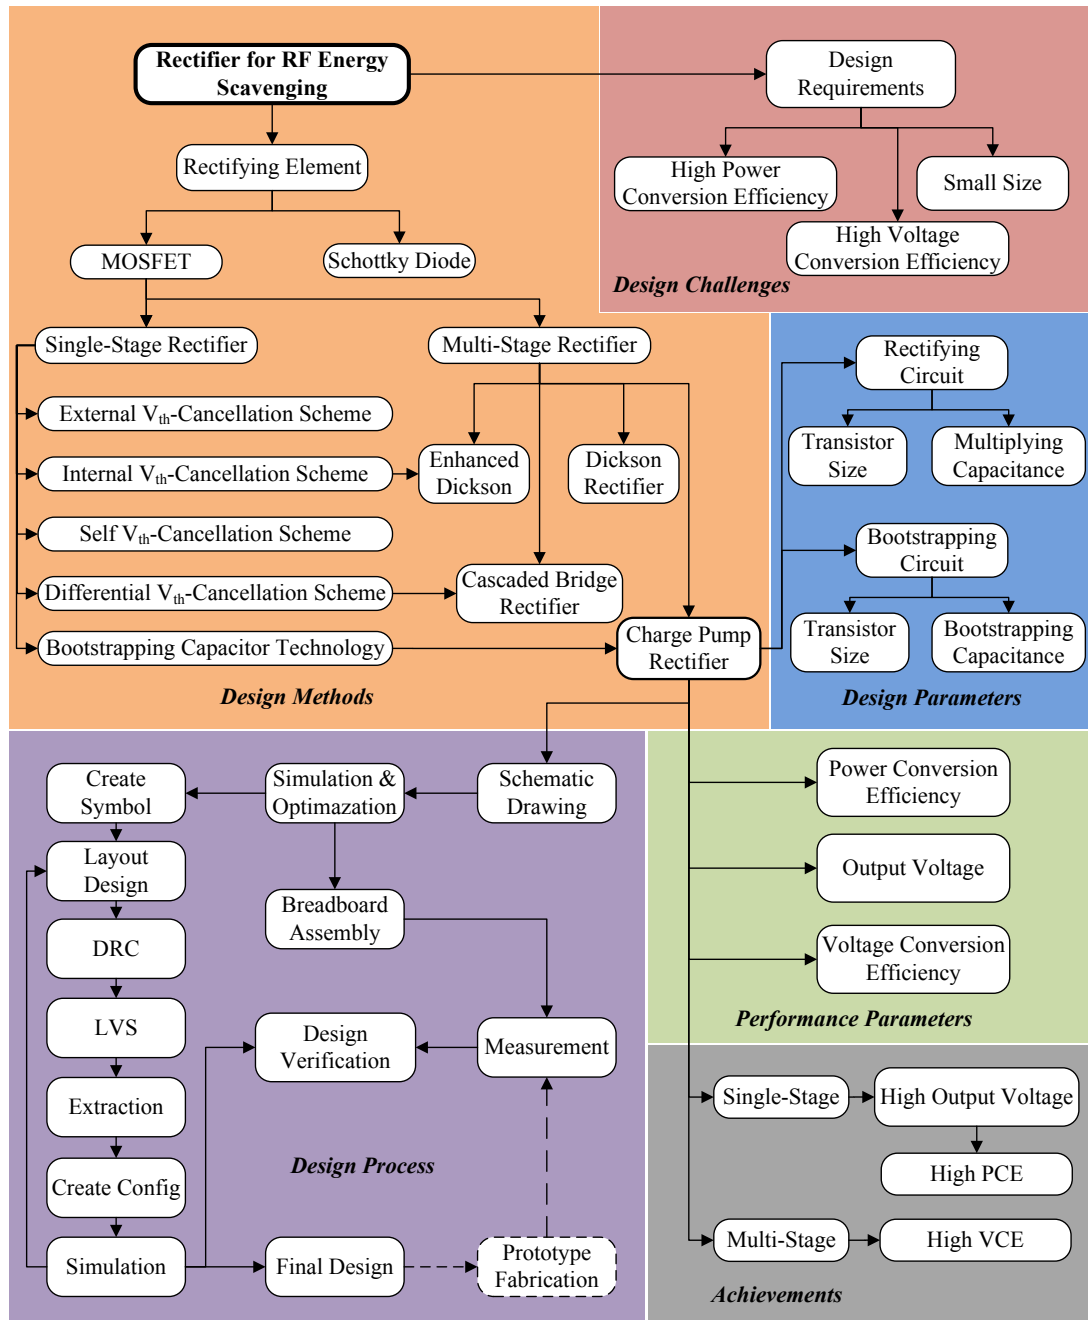 Rectifier for RF Energy
Scavenging
Rectifying Element
MOSFET
Schottky Diode
Single-Stage Rectifier
Multi-Stage Rectifier
External Vth-Cancellation Scheme
Internal Vth-Cancellation Scheme
Self Vth-Cancellation Scheme
Differential Vth-Cancellation Scheme
Bootstrapping Capacitor Technology
Enhanced
Dickson
Dickson
Rectifier
Cascaded Bridge
Rectifier
Charge Pump
Rectifier
Design Methods
Design
Requirements
High Power
Conversion Efficiency
Small Size
High Voltage
Conversion Efficiency
Design Challenges
Rectifying
Circuit
Transistor
Size
Multiplying
Capacitance
Bootstrapping
Circuit
Transistor
Size
Bootstrapping
Capacitance
Design Parameters
Create
Symbol
Simulation &
Optimazation
Schematic
Drawing
Layout
Design
Breadboard
Assembly
DRC
LVS
Design
Verification
Measurement
Extraction
Create Config
Design Process
Simulation
Final Design
Prototype
Fabrication
Power Conversion
Efficiency
Output Voltage
Voltage Conversion
Efficiency
Performance Parameters
Single-Stage
High Output Voltage
High PCE
Multi-Stage
High VCE
Achievements